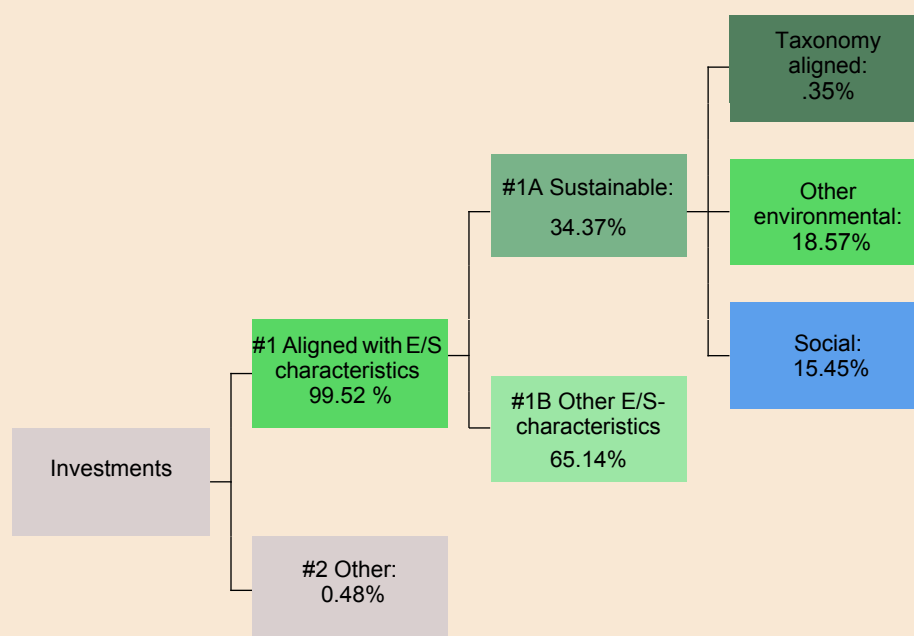 Taxonomy
aligned:
.35%
#1A Sustainable:
34.37%
Other
environmental:
18.57%
#1 Aligned with E/S
characteristics
99.52 %
Social:
15.45%
#1B Other E/S-
characteristics
65.14%
Investments
#2 Other:
0.48%